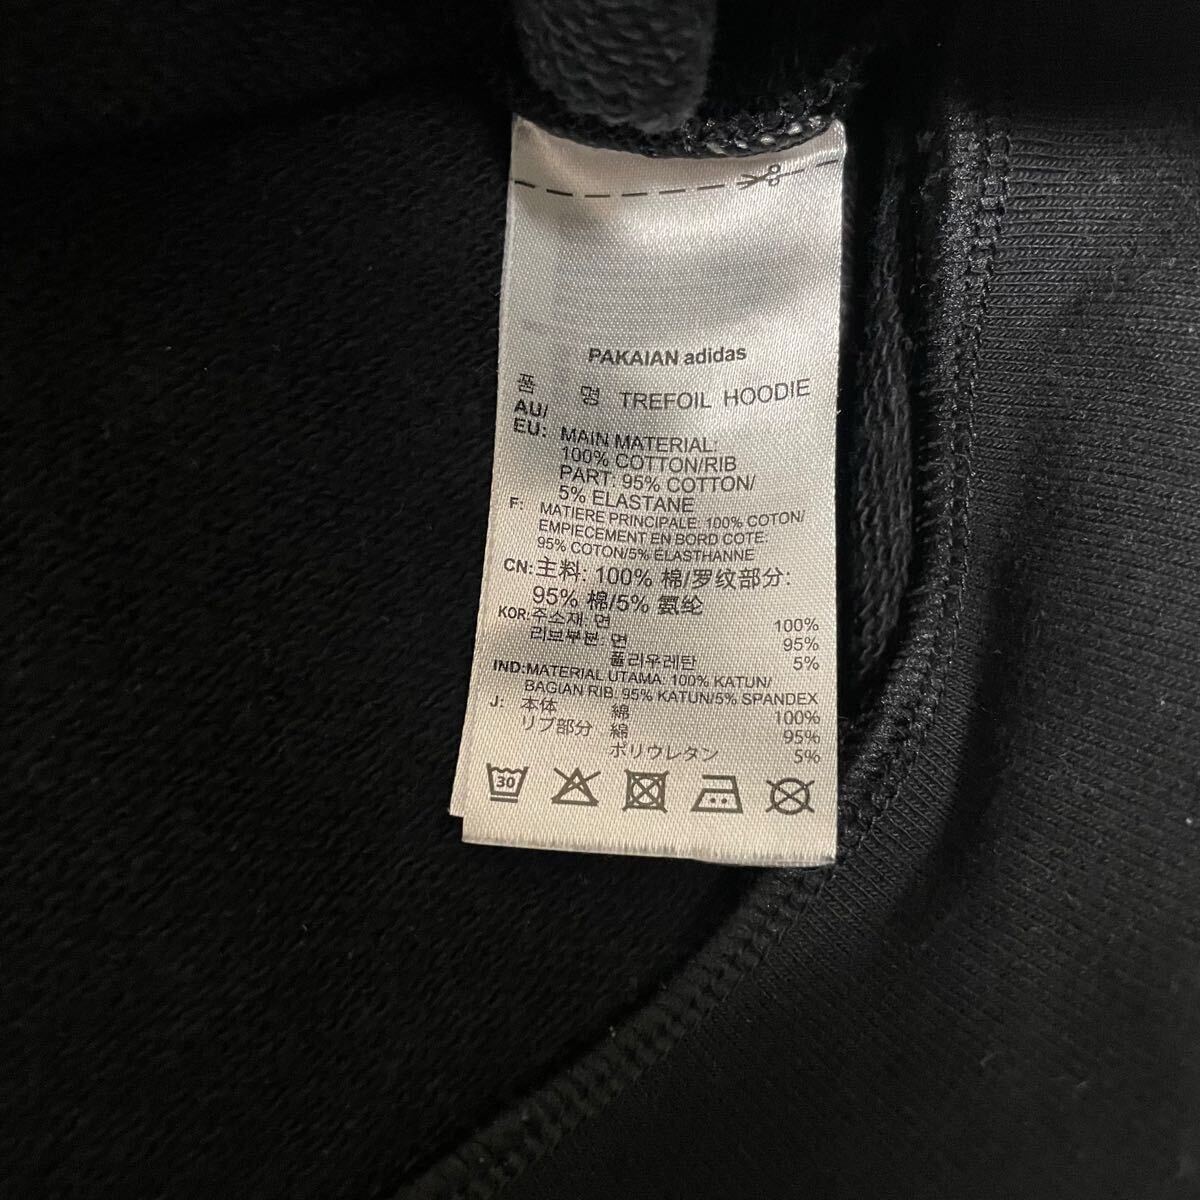 PAKAIAN adidas
품 명 TREFOIL HOODIE
AU/
EU: MAIN MATERIAL:
100% COTTON/RIB
PART: 95% COTTON/
5% ELASTANE
F: MATIERE PRINCIPALE: 100% COTON/
EMPIECEMENT EN BORD COTE:
95% COTON/5% ÉLASTHANNE
CN: 主料: 100% 棉/罗纹部分:
95% 棉/5% 氨纶
KOR: 주소재: 면 100%
리브부분: 면 95%
폴리우레탄 5%
IND: MATERIAL UTAMA: 100% KATUN/
BAGIAN RIB: 95% KATUN/5% SPANDEX
J: 本体 綿 100%
リブ部分 綿 95%
ポリウレタン 5%
30